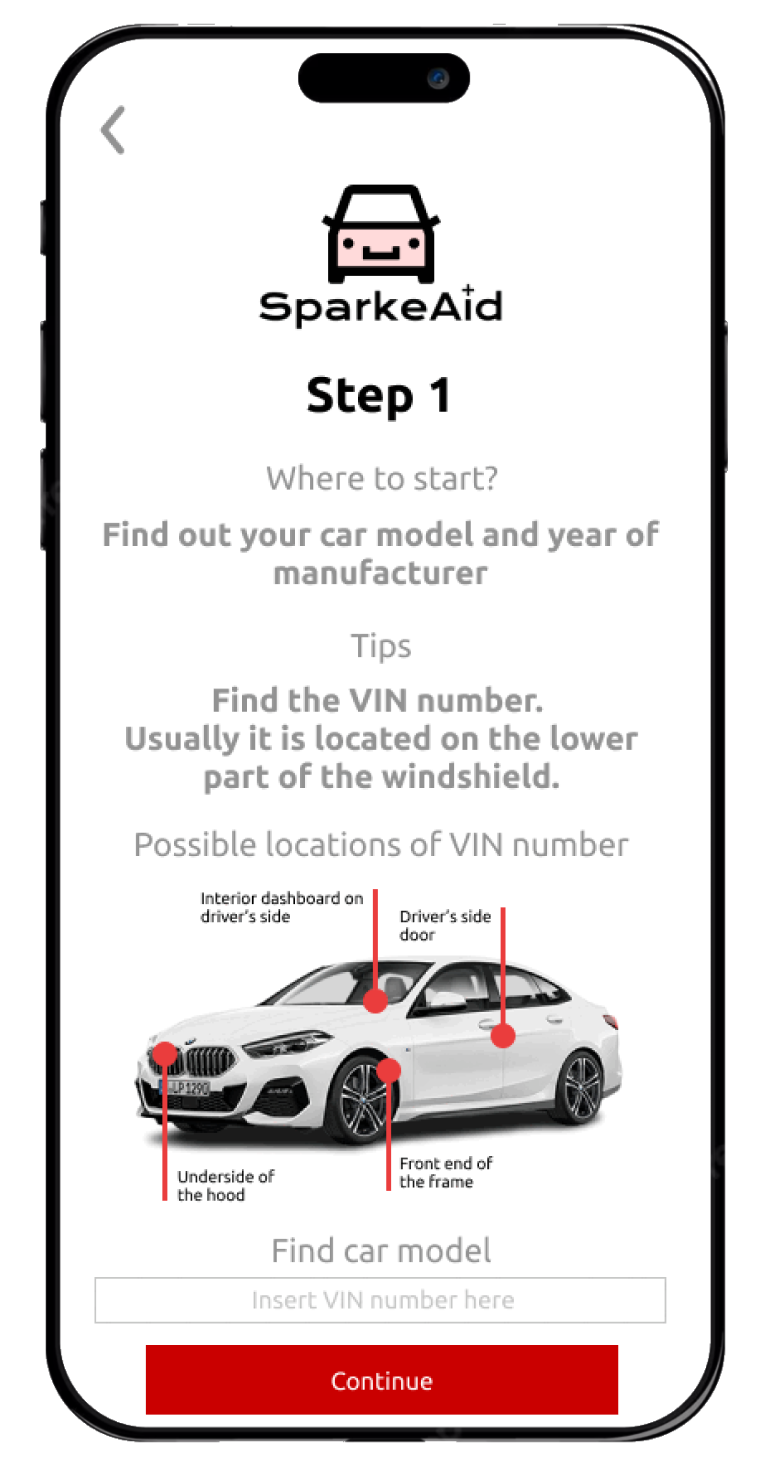 SparkeAid
Step 1
Where to start?
Find out your car model and year of
manufacturer
Tips
Find the VIN number.
Usually it is located on the lower
part of the windshield.
Possible locations of VIN number
Interior dashboard on
driver's side
Driver's side
door
LP 1290
Underside of
the hood
Front end of
the frame
Find car model
Insert VIN number here
Continue